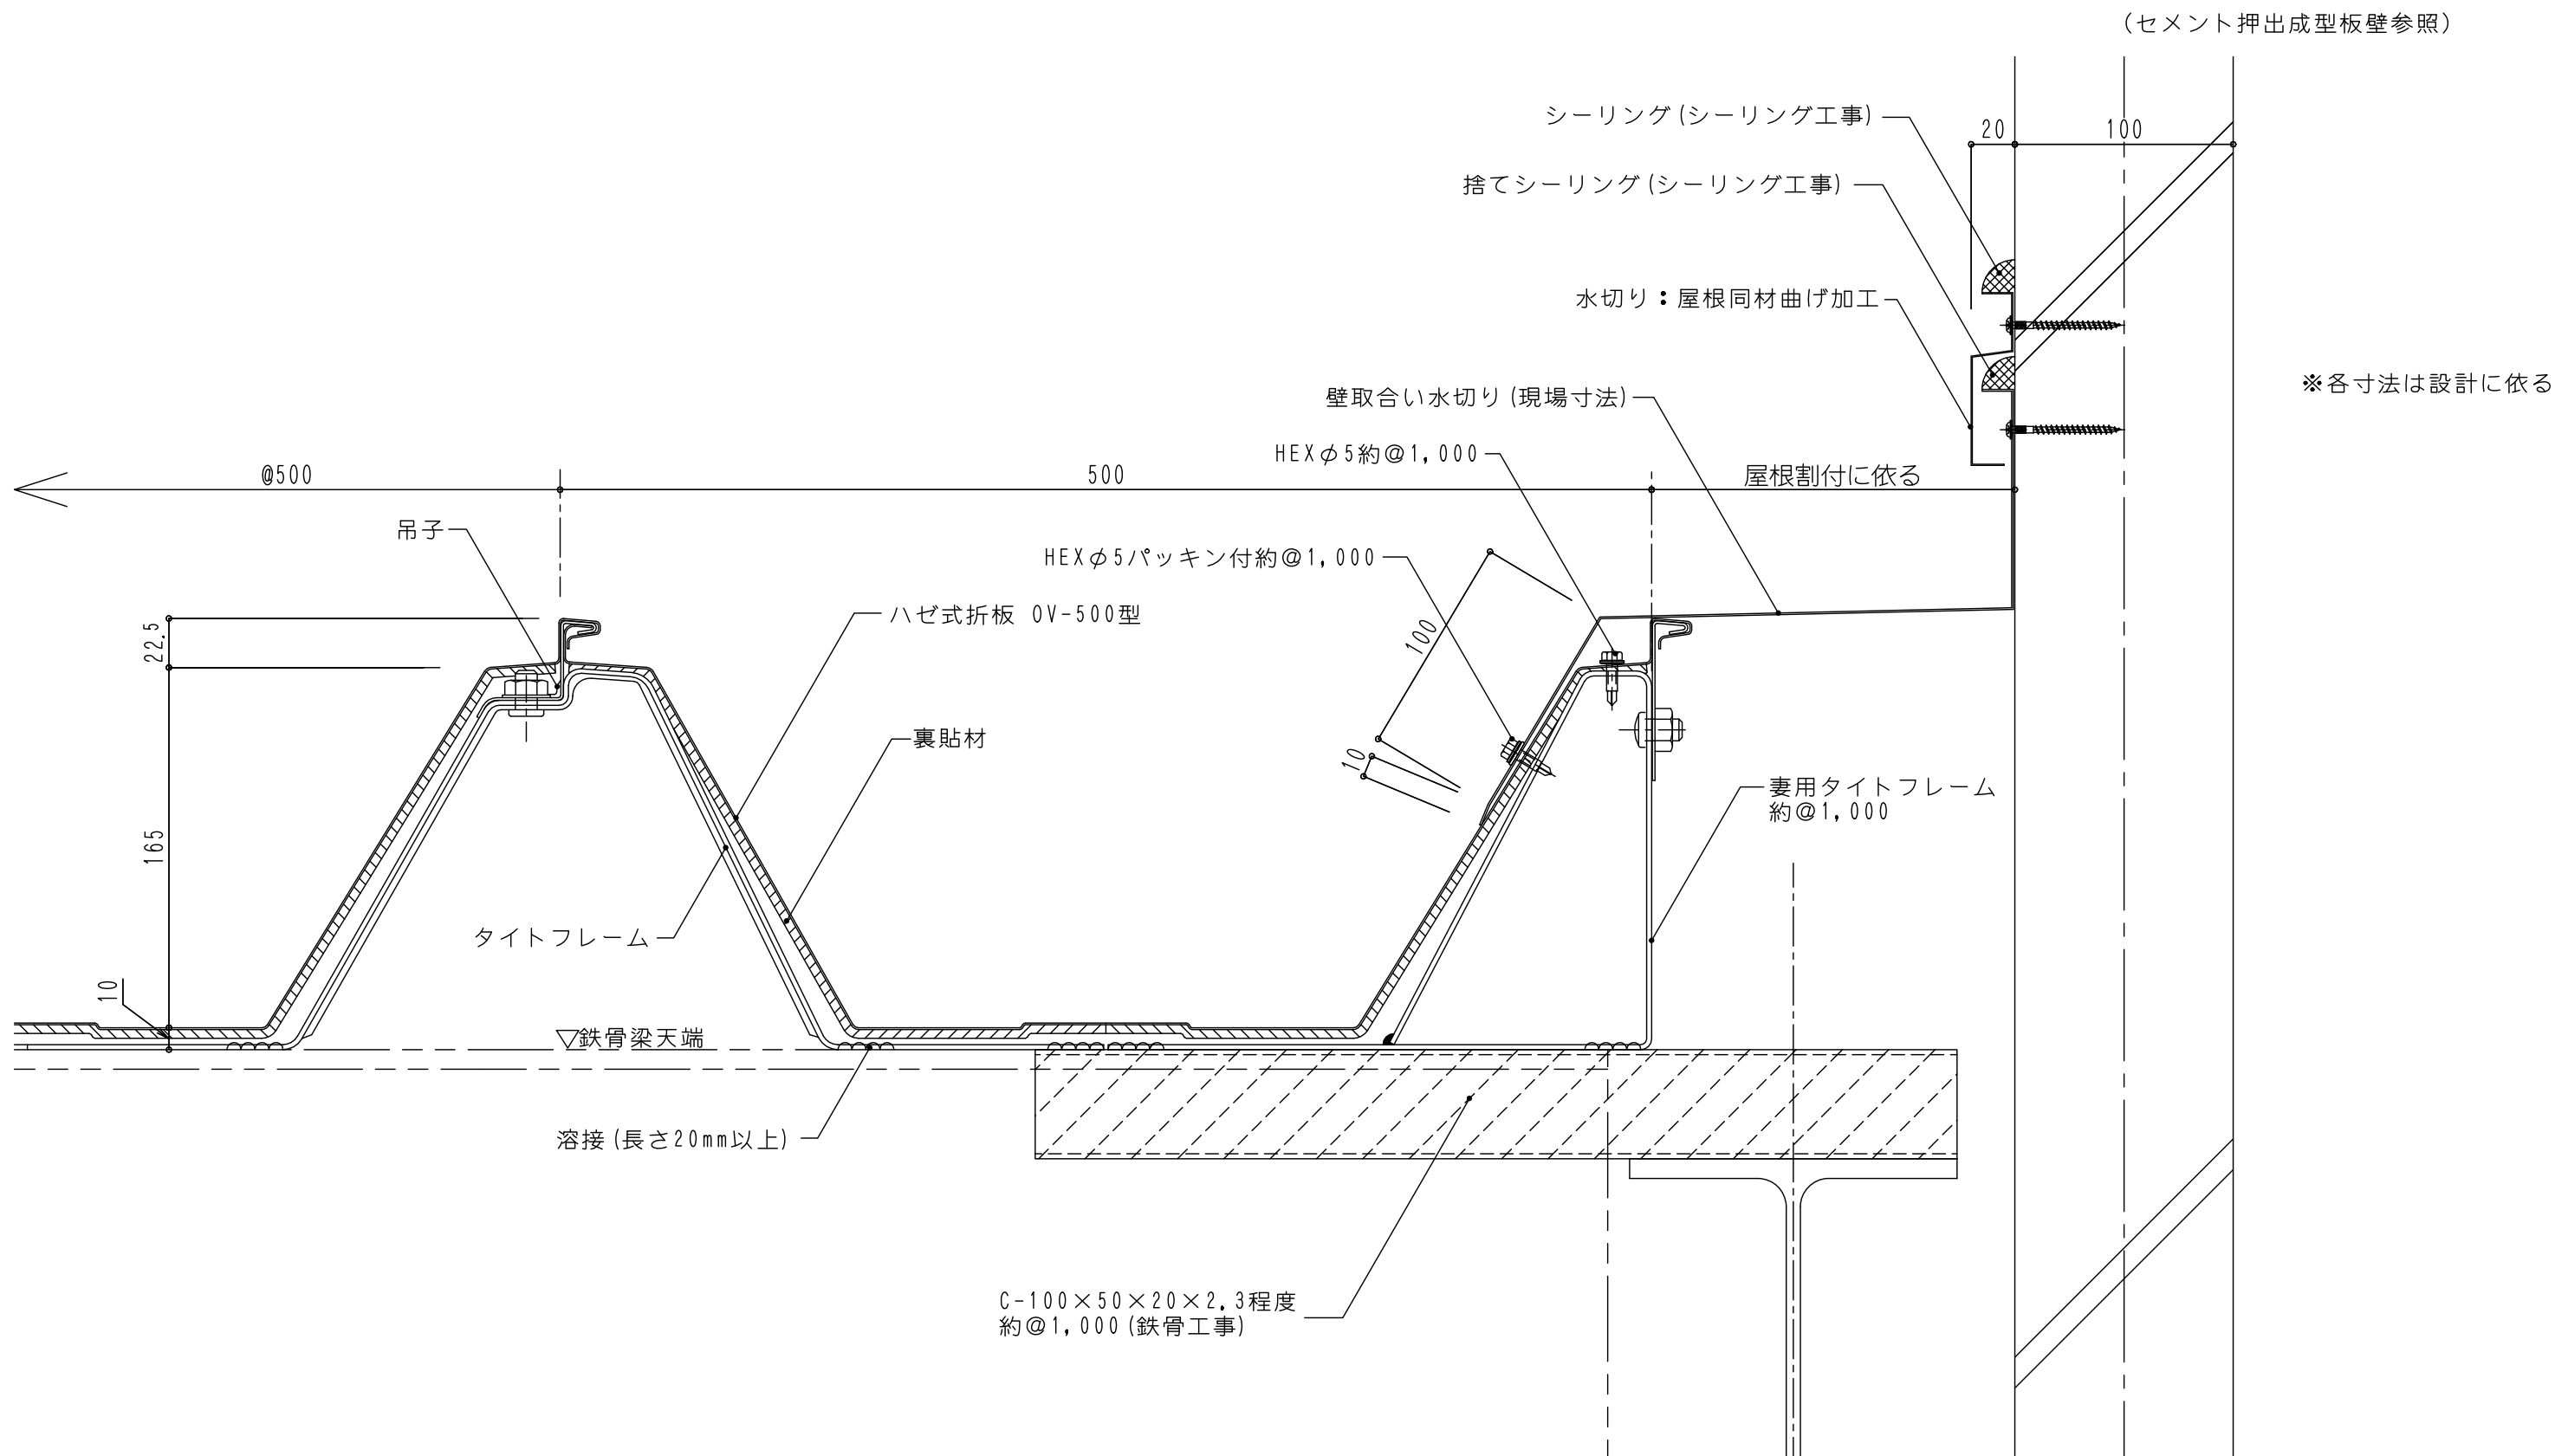 (セメント押出成型板壁参照)
シーリング(シーリング工事)
20
100
捨てシーリング(シーリング工事)
水切り：屋根同材曲げ加工
※各寸法は設計に依る
壁取合い水切り(現場寸法)
HEXφ5約@1,000
@500
500
屋根割付に依る
吊子
HEXφ5パッキン付約@1,000
ハゼ式折板 OV-500型
22.5
100
裏貼材
10
妻用タイトフレーム
約@1,000
165
タイトフレーム
10
▽鉄骨梁天端
溶接(長さ20mm以上)
C-100×50×20×2.3程度
約@1,000(鉄骨工事)